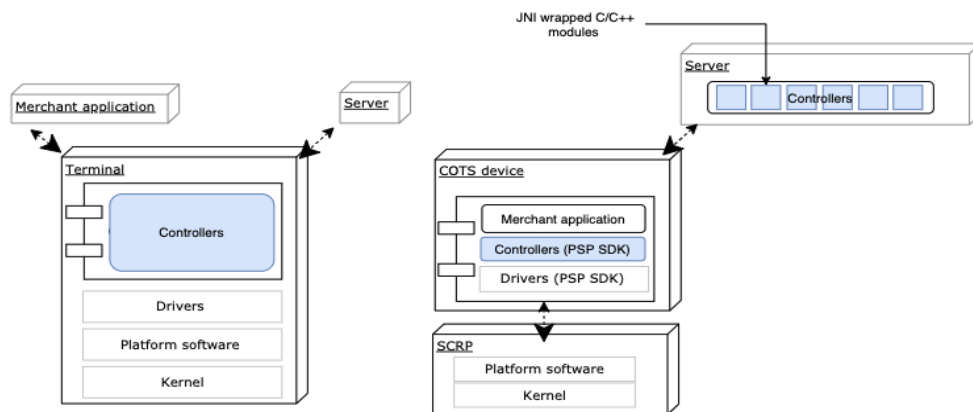 JNI wrapped C/C++
modules
Server
Controllers
Merchant application
Server
Terminal
Controllers
Drivers
Platform software
Kernel
COTS device
Merchant application
Controllers (PSP SDK)
Drivers (PSP SDK)
SCRP
Platform software
Kernel